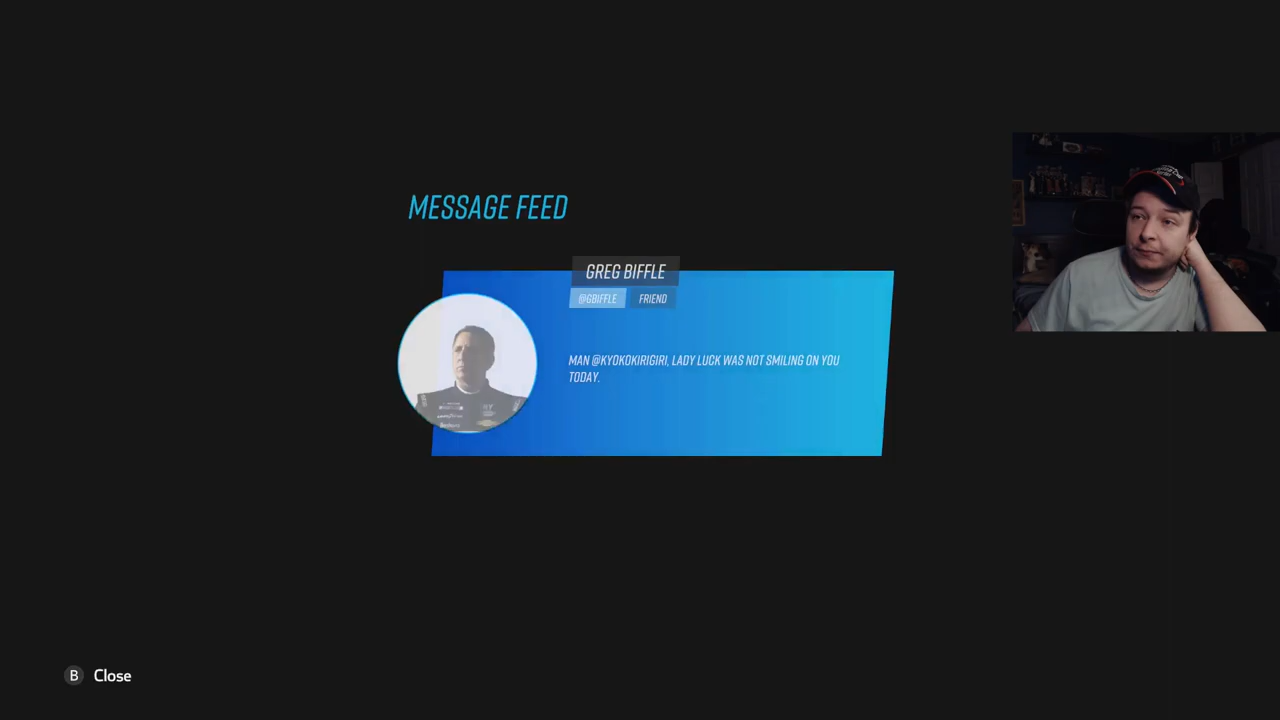 MESSAGE FEED
GREG BIFFLE
@GBIFFLE FRIEND
MAN @KYOKOKIRIGIRI, LADY LUCK WAS NOT SMILING ON YOU
TODAY.
B Close